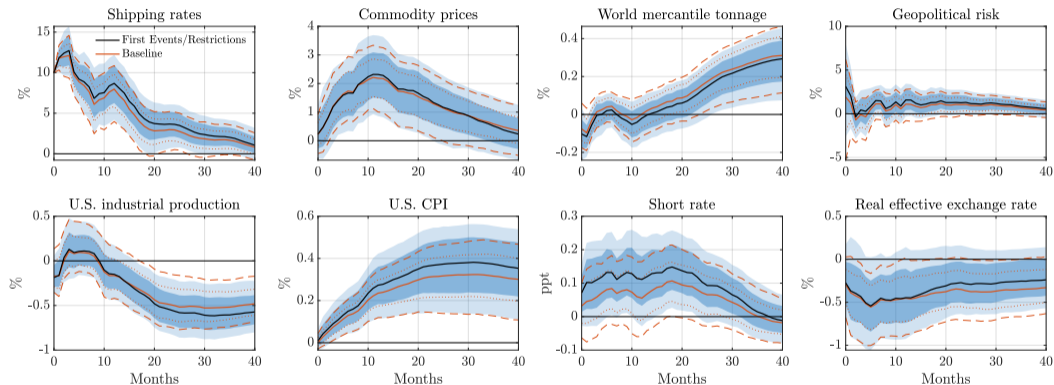 Shipping rates
15
10
5
0
%
First Events/Restrictions
Baseline
0 10 20 30 40
Commodity prices
4
3
2
1
0
%
0 10 20 30 40
World mercantile tonnage
0.4
0.2
0
-0.2
%
0 10 20 30 40
Geopolitical risk
10
5
0
-5
%
0 10 20 30 40
U.S. industrial production
0.5
0
-0.5
-1
%
0 10 20 30 40
Months
U.S. CPI
0.6
0.4
0.2
0
%
0 10 20 30 40
Months
Short rate
0.3
0.2
0.1
0
-0.1
ppt
0 10 20 30 40
Months
Real effective exchange rate
0.5
0
-0.5
-1
%
0 10 20 30 40
Months